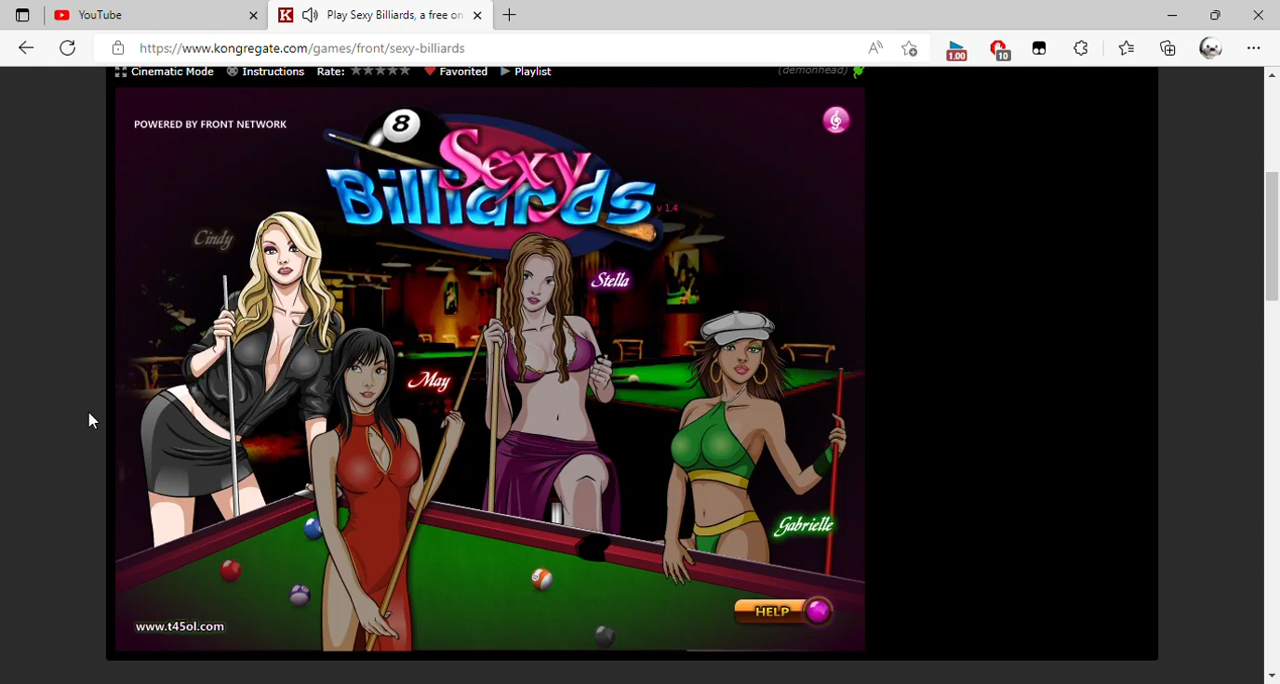 YouTube
Play Sexy Billiards, a free on
https://www.kongregate.com/games/front/sexy-billiards
1.00
10
Cinematic Mode
Instructions
Rate:
Favorited
Playlist
(demonhead)
POWERED BY FRONT NETWORK
8
Sexy
Billiards
v 1.4
Cindy
Stella
May
Gabrielle
HELP
www.t45ol.com